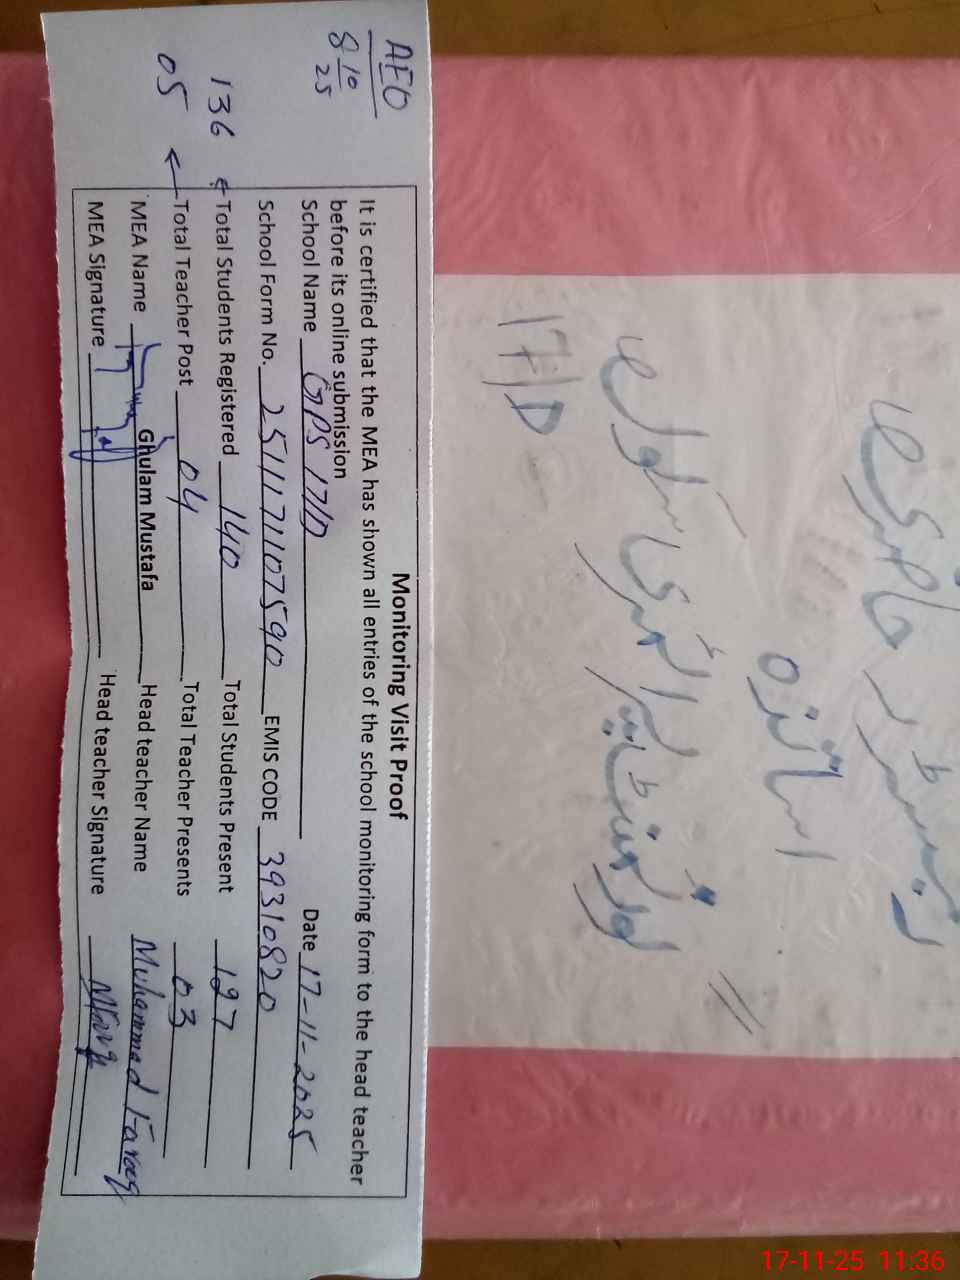 AEO
8 10/25
136 ←
05 ←
Monitoring Visit Proof
It is certified that the MEA has shown all entries of the school monitoring form to the head teacher
before its online submission
School Name GPS 17/D Date 17-11-2025
School Form No. 2511171107590 EMIS CODE 39310820
Total Students Registered 140 Total Students Present 127
Total Teacher Post 04 Total Teacher Presents 03
MEA Name Ghulam Mustafa Head teacher Name Muhammad Farooq
MEA Signature Head teacher Signature
رجسٹرڈ حاضری
اساتذہ
گورنمنٹ پرائمری سکول
17/D
17-11-25 11:36